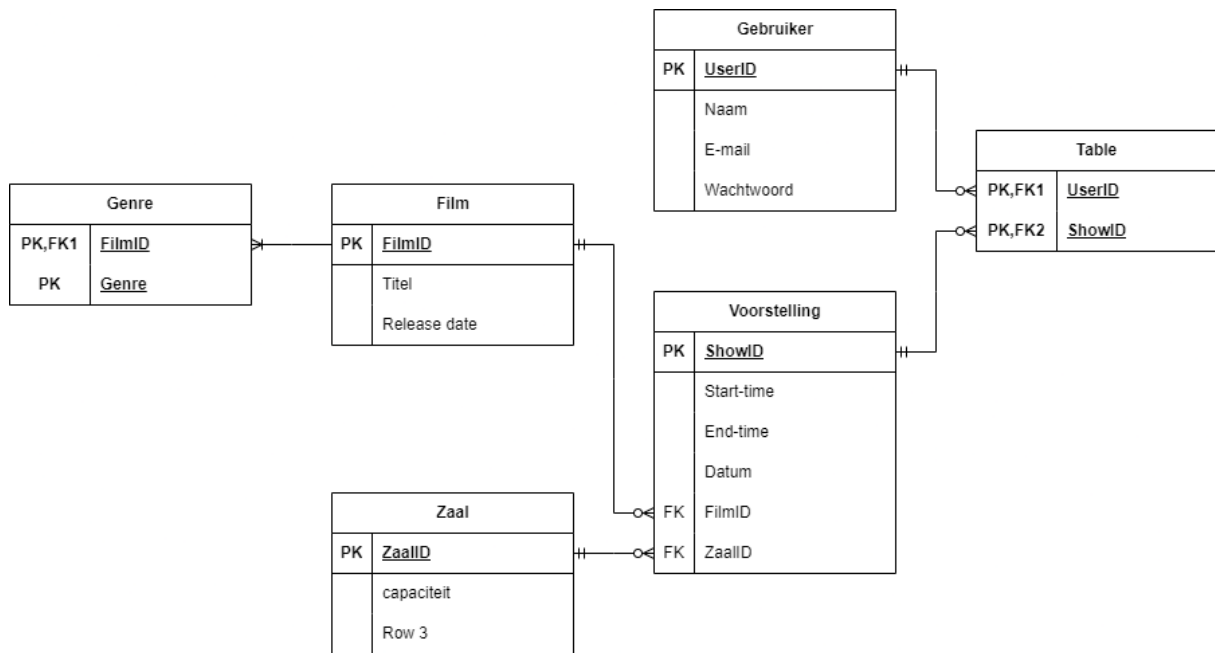 Gebruiker
PK UserID
Naam
E-mail
Wachtwoord
Table
PK,FK1 UserID
PK,FK2 ShowID
Genre
PK,FK1 FilmID
PK Genre
Film
PK FilmID
Titel
Release date
Voorstelling
PK ShowID
Start-time
End-time
Datum
FK FilmID
FK ZaalID
Zaal
PK ZaalID
capaciteit
Row 3